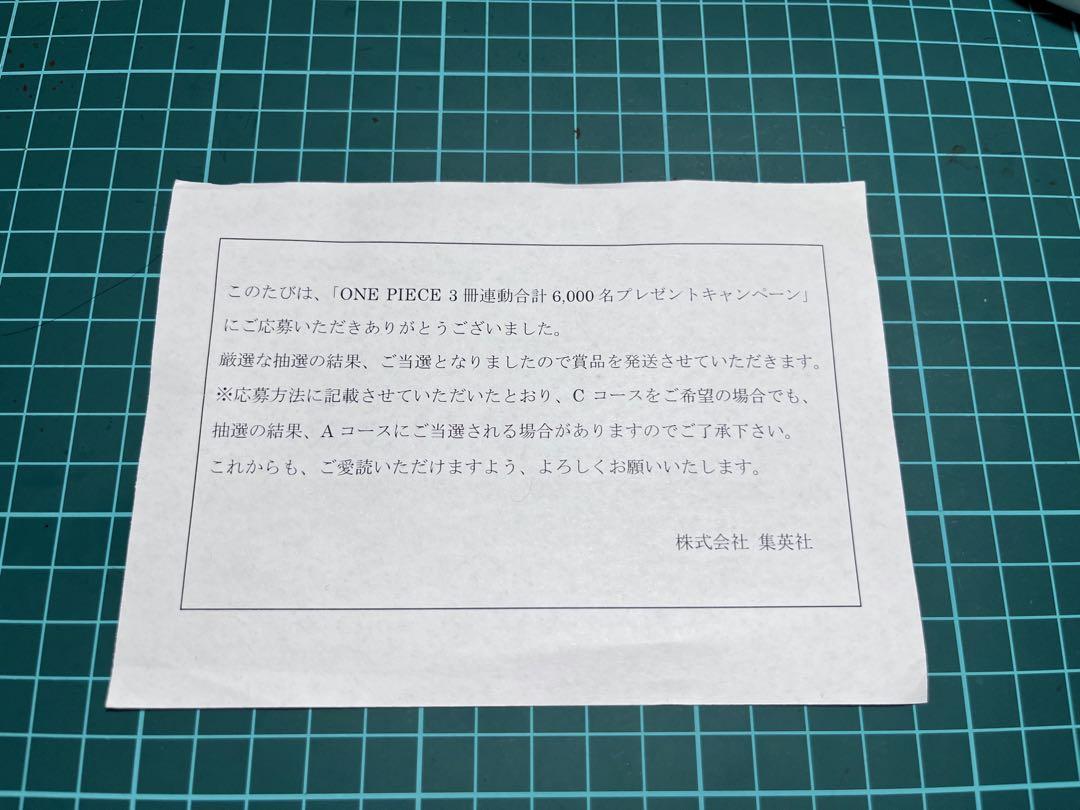 このたびは、「ONE PIECE 3 冊連動合計 6,000 名プレゼントキャンペーン」
にご応募いただきありがとうございました。
厳選な抽選の結果、ご当選となりましたので賞品を発送させていただきます。
※応募方法に記載させていただいたとおり、C コースをご希望の場合でも、
抽選の結果、A コースにご当選される場合がありますのでご了承下さい。
これからも、ご愛読いただけますよう、よろしくお願いいたします。
株式会社 集英社